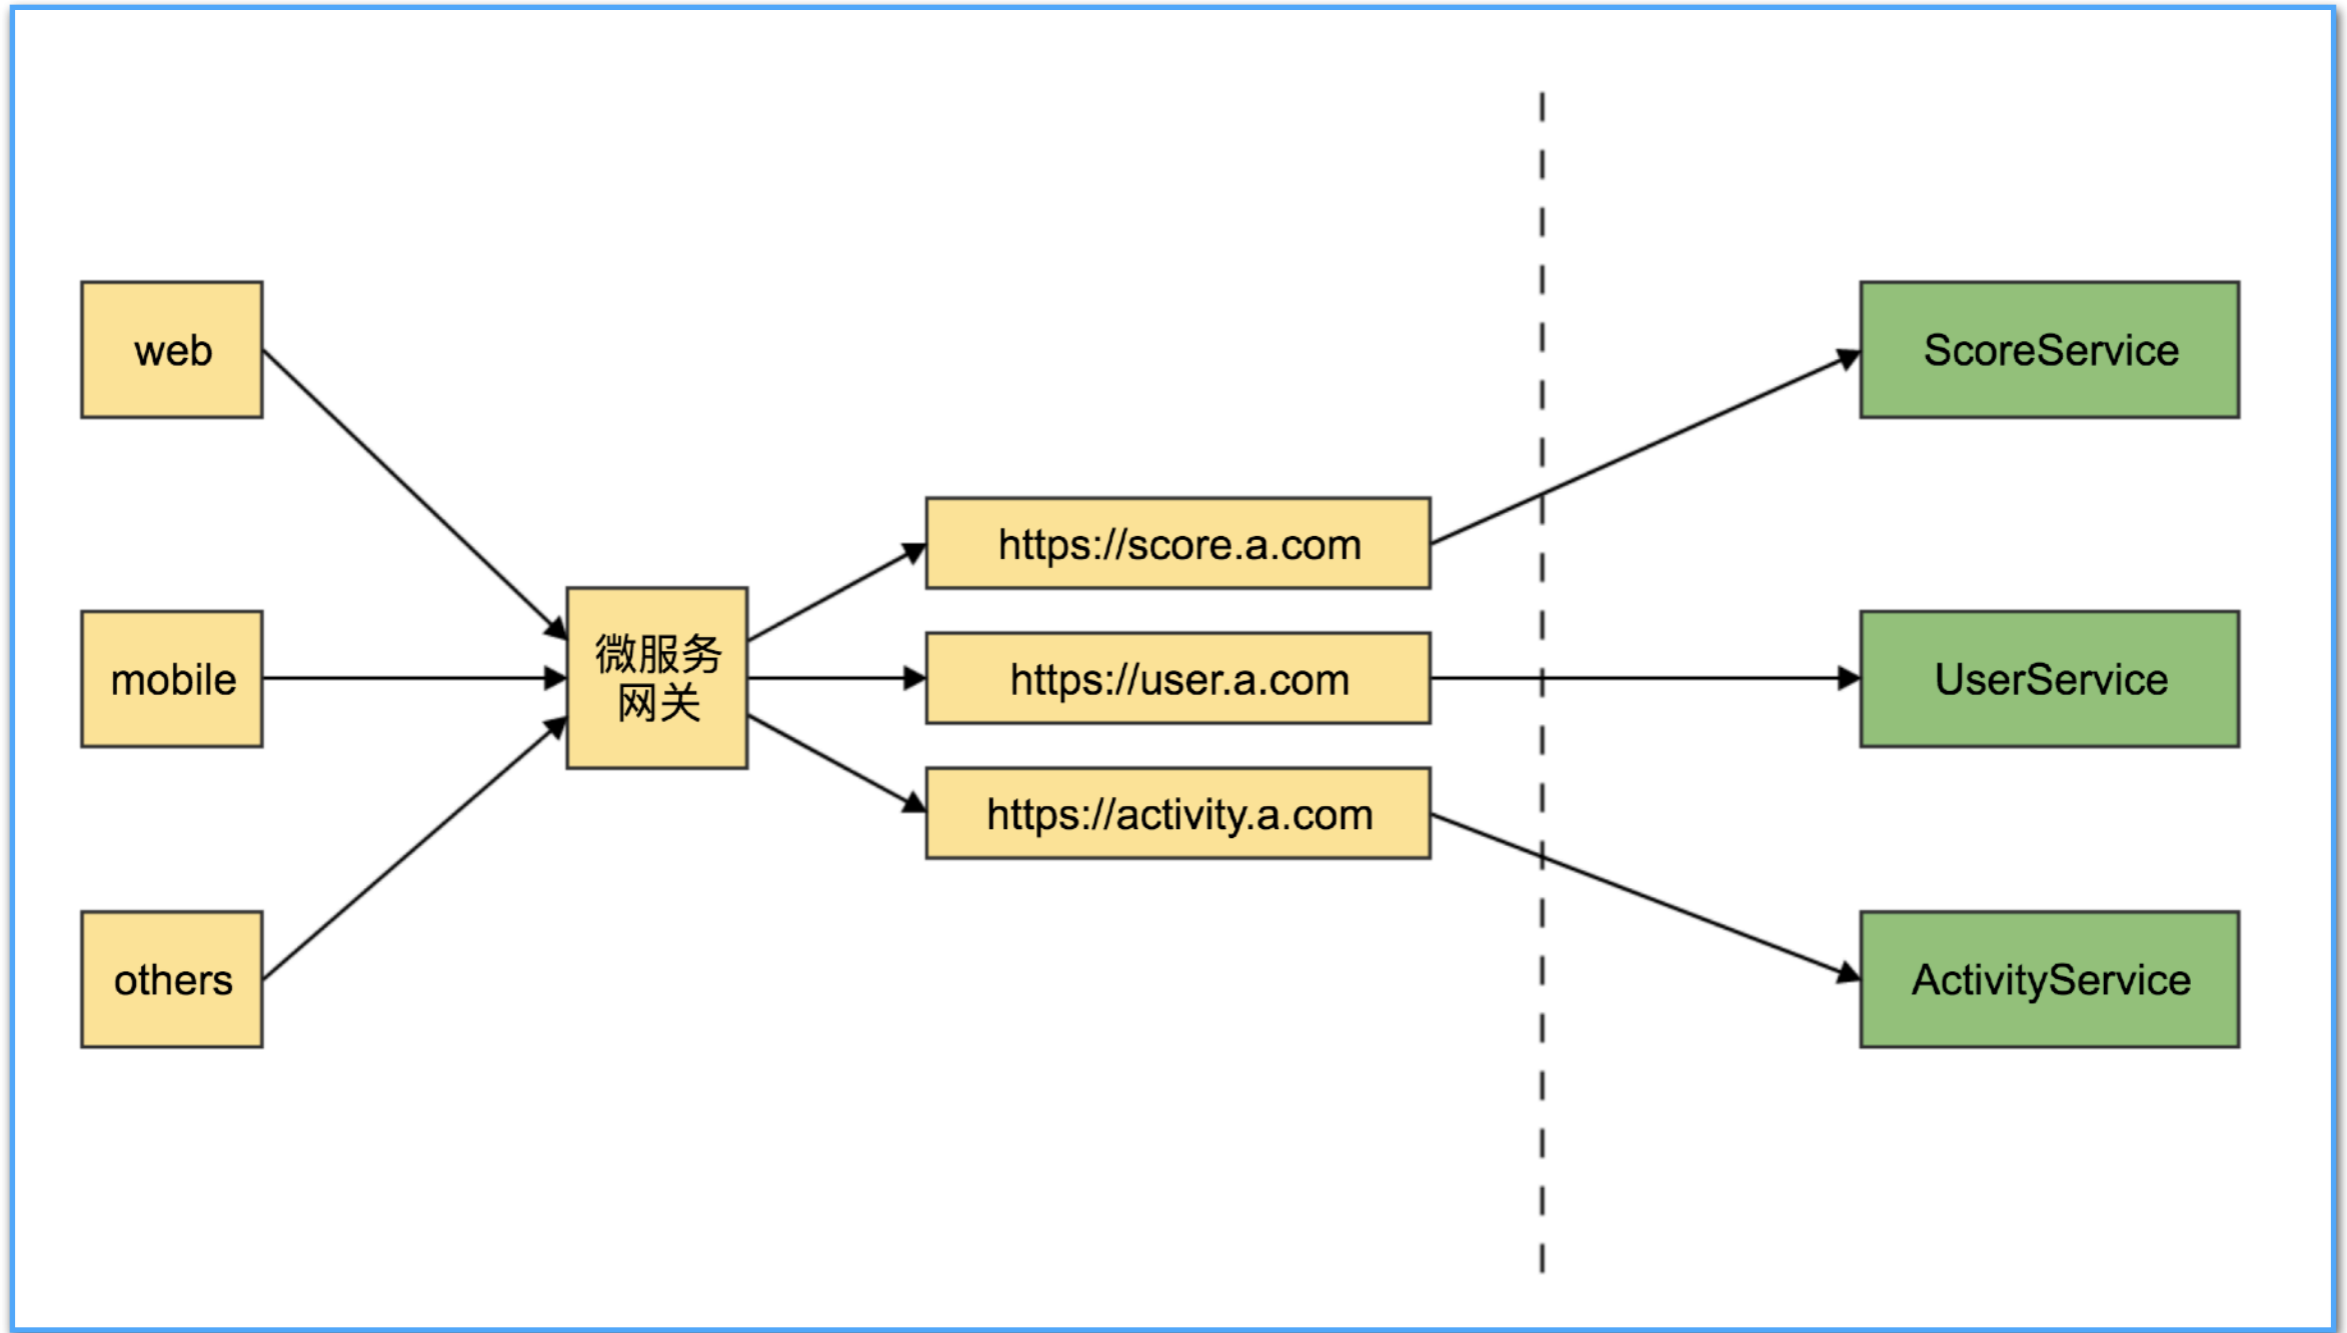 web
mobile
others
微服务
网关
https://score.a.com
https://user.a.com
https://activity.a.com
ScoreService
UserService
ActivityService